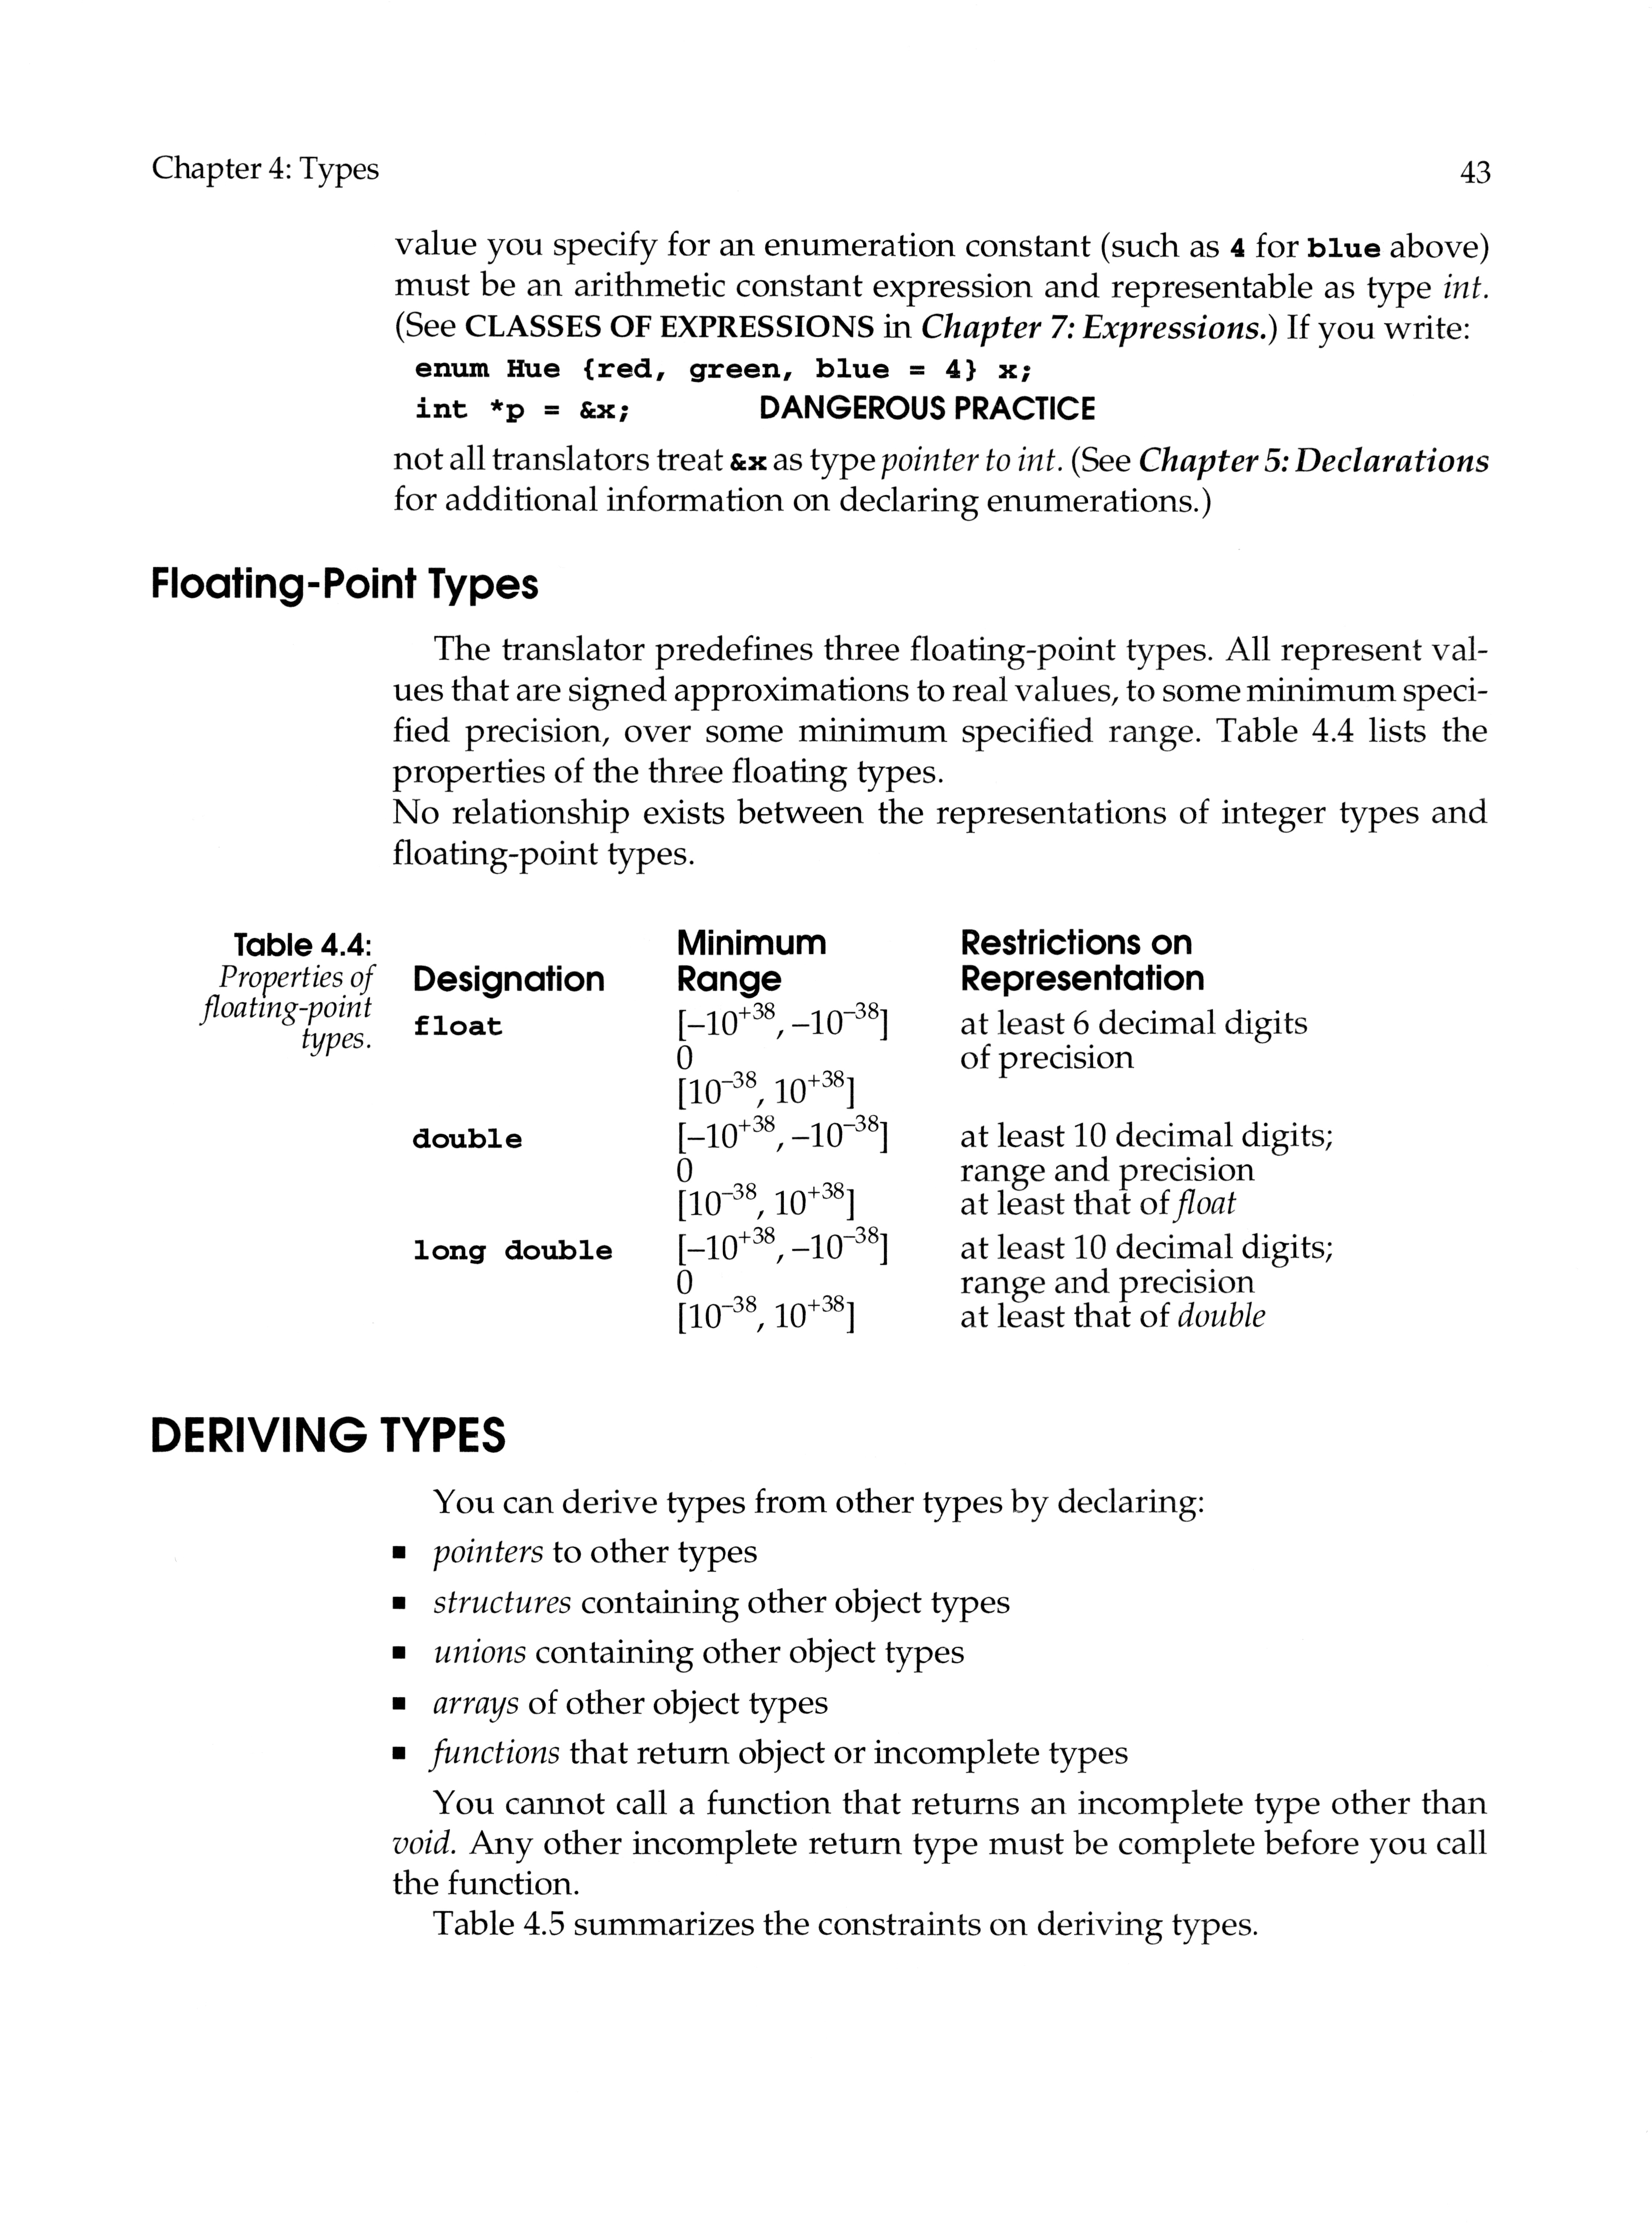 Chapter 4: Types 43
value you specify for an enumeration constant (such as 4 for blue above)
must be an arithmetic constant expression and representable as type int.
(See CLASSES OF EXPRESSIONS in Chapter 7: Expressions.) If you write:
enum Hue {red, green, blue = 4} x;
int *p = &x; DANGEROUS PRACTICE
not all translators treat &x as type pointer to int. (See Chapter 5: Declarations
for additional information on declaring enumerations.)
Floating-Point Types
The translator predefines three floating-point types. All represent val-
ues that are signed approximations to real values, to some minimum speci-
fied precision, over some minimum specified range. Table 4.4 lists the
properties of the three floating types.
No relationship exists between the representations of integer types and
floating-point types.
Table 4.4:
Properties of
floating-point
types.
Minimum Restrictions on
Designation Range Representation
float [–10⁺³⁸, –10⁻³⁸] at least 6 decimal digits
0 of precision
[10⁻³⁸, 10⁺³⁸]
double [–10⁺³⁸, –10⁻³⁸] at least 10 decimal digits;
0 range and precision
[10⁻³⁸, 10⁺³⁸] at least that of float
long double [–10⁺³⁸, –10⁻³⁸] at least 10 decimal digits;
0 range and precision
[10⁻³⁸, 10⁺³⁸] at least that of double
DERIVING TYPES
You can derive types from other types by declaring:
■ pointers to other types
■ structures containing other object types
■ unions containing other object types
■ arrays of other object types
■ functions that return object or incomplete types
You cannot call a function that returns an incomplete type other than
void. Any other incomplete return type must be complete before you call
the function.
Table 4.5 summarizes the constraints on deriving types.